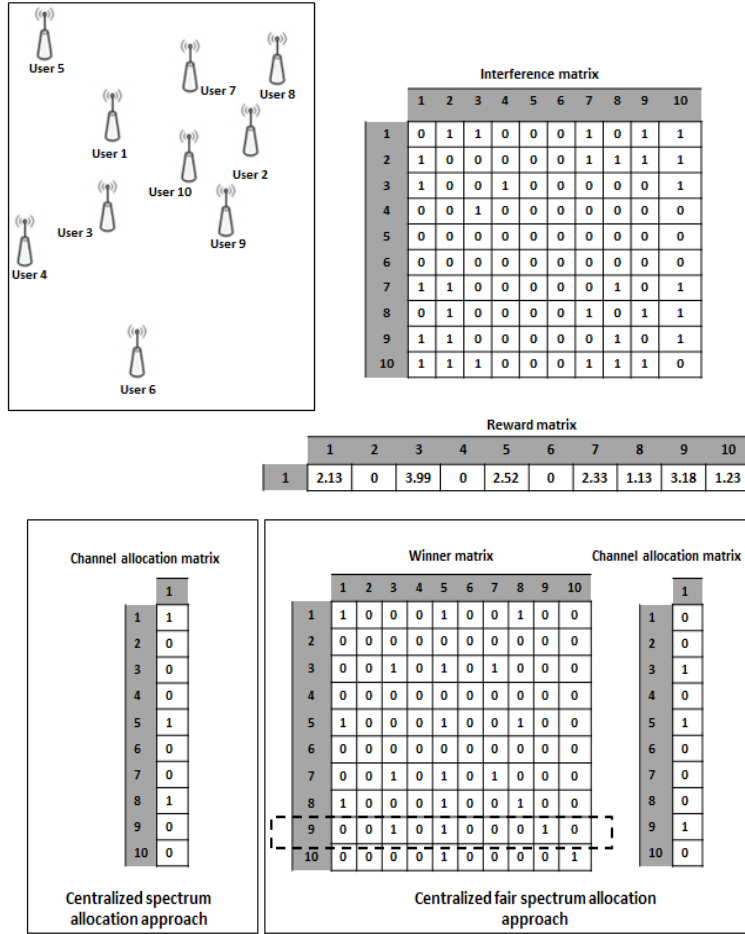 User 5
User 7
User 8
User 1
User 2
User 10
User 3
User 9
User 4
User 6
Interference matrix
1 2 3 4 5 6 7 8 9 10
1 0 1 1 0 0 0 1 0 1 1
2 1 0 0 0 0 0 1 1 1 1
3 1 0 0 1 0 0 0 0 0 1
4 0 0 1 0 0 0 0 0 0 0
5 0 0 0 0 0 0 0 0 0 0
6 0 0 0 0 0 0 0 0 0 0
7 1 1 0 0 0 0 0 1 0 1
8 0 1 0 0 0 0 1 0 1 1
9 1 1 0 0 0 0 0 1 0 1
10 1 1 1 0 0 0 1 1 1 0
Reward matrix
1 2 3 4 5 6 7 8 9 10
1 2.13 0 3.99 0 2.52 0 2.33 1.13 3.18 1.23
Channel allocation matrix
1
1 1
2 0
3 0
4 0
5 1
6 0
7 0
8 1
9 0
10 0
Centralized spectrum
allocation approach
Winner matrix
1 2 3 4 5 6 7 8 9 10
1 1 0 0 0 1 0 0 1 0 0
2 0 0 0 0 0 0 0 0 0 0
3 0 0 1 0 1 0 1 0 0 0
4 0 0 0 0 0 0 0 0 0 0
5 1 0 0 0 1 0 0 1 0 0
6 0 0 0 0 0 0 0 0 0 0
7 0 0 1 0 1 0 1 0 0 0
8 1 0 0 0 1 0 0 1 0 0
9 0 0 1 0 1 0 0 0 1 0
10 0 0 0 0 1 0 0 0 0 1
Channel allocation matrix
1
1 0
2 0
3 1
4 0
5 1
6 0
7 0
8 0
9 1
10 0
Centralized fair spectrum allocation
approach